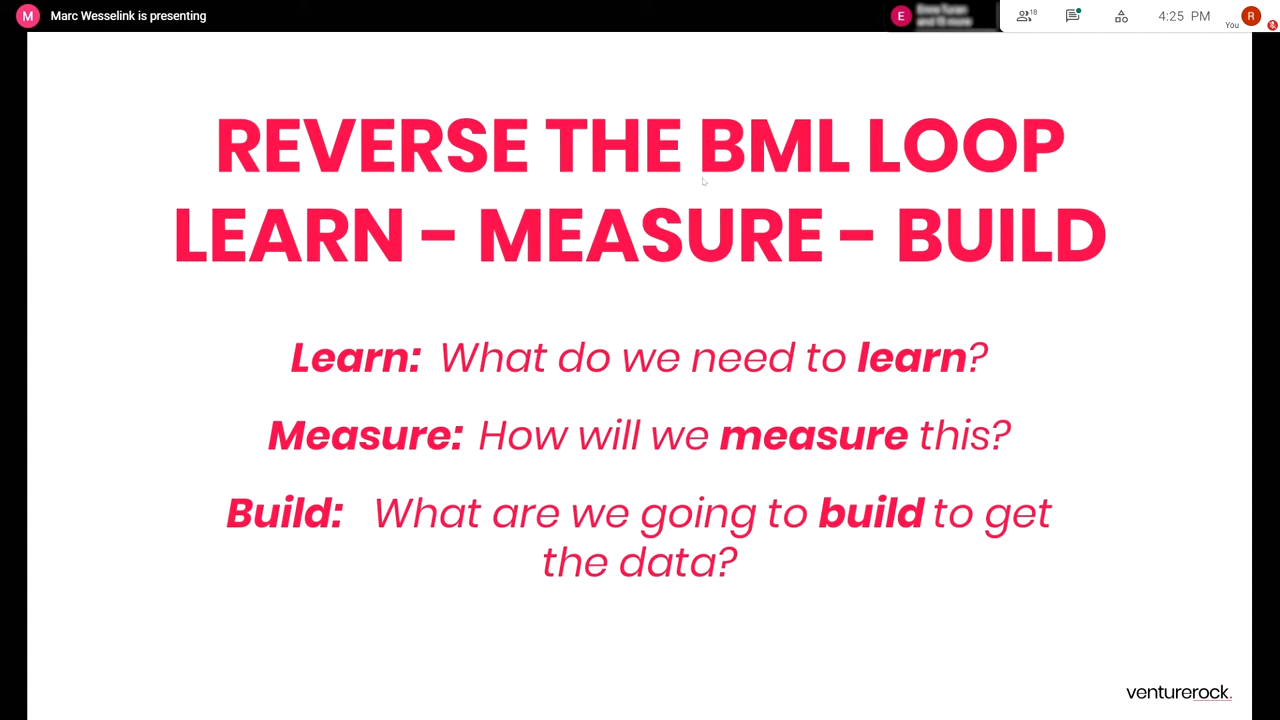 M Marc Wesselink is presenting
E
18
4:25 PM
You
R
REVERSE THE BML LOOP
LEARN – MEASURE – BUILD
Learn: What do we need to learn?
Measure: How will we measure this?
Build: What are we going to build to get
the data?
venturerock.